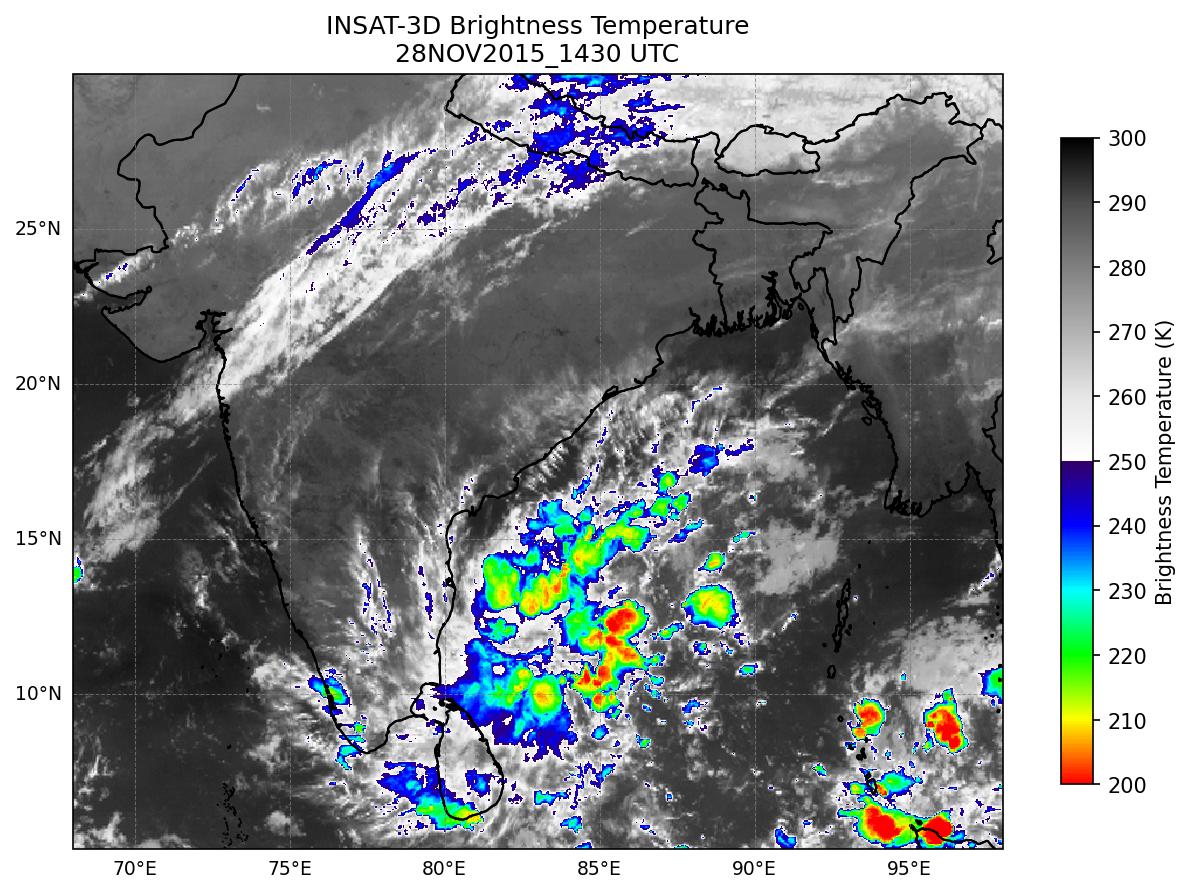 INSAT-3D Brightness Temperature
28NOV2015_1430 UTC
25°N
20°N
15°N
10°N
70°E
75°E
80°E
85°E
90°E
95°E
300
290
280
270
260
250
240
230
220
210
200
Brightness Temperature (K)